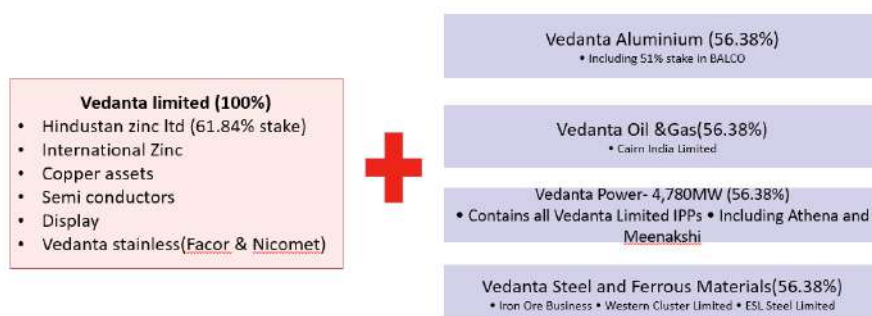 Vedanta limited (100%)
• Hindustan zinc ltd (61.84% stake)
• International Zinc
• Copper assets
• Semi conductors
• Display
• Vedanta stainless(Facor & Nicomet)
Vedanta Aluminium (56.38%)
• Including 51% stake in BALCO
Vedanta Oil &Gas(56.38%)
• Cairn India Limited
Vedanta Power- 4,780MW (56.38%)
• Contains all Vedanta Limited IPPs • Including Athena and
Meenakshi
Vedanta Steel and Ferrous Materials(56.38%)
• Iron Ore Business • Western Cluster Limited • ESL Steel Limited